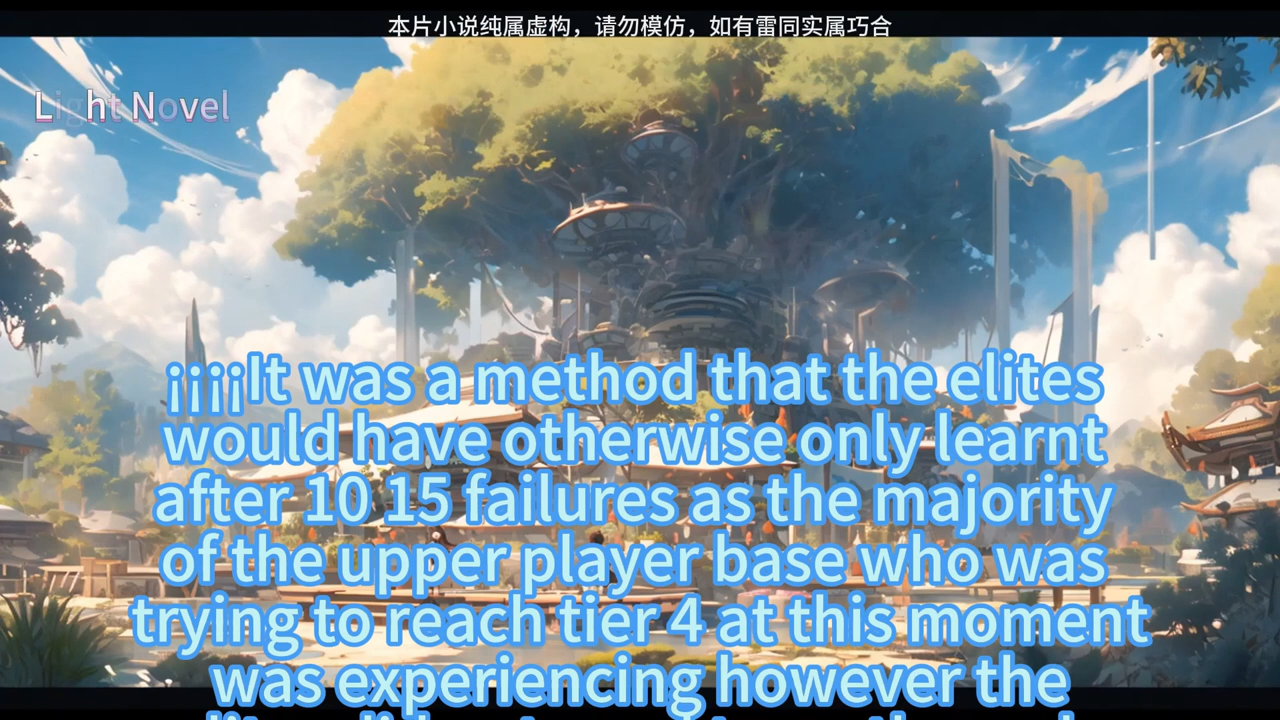 本片小说纯属虚构，请勿模仿，如有雷同实属巧合
Light Novel
¡¡¡¡It was a method that the elites
would have otherwise only learnt
after 10 15 failures as the majority
of the upper player base who was
trying to reach tier 4 at this moment
was experiencing however the